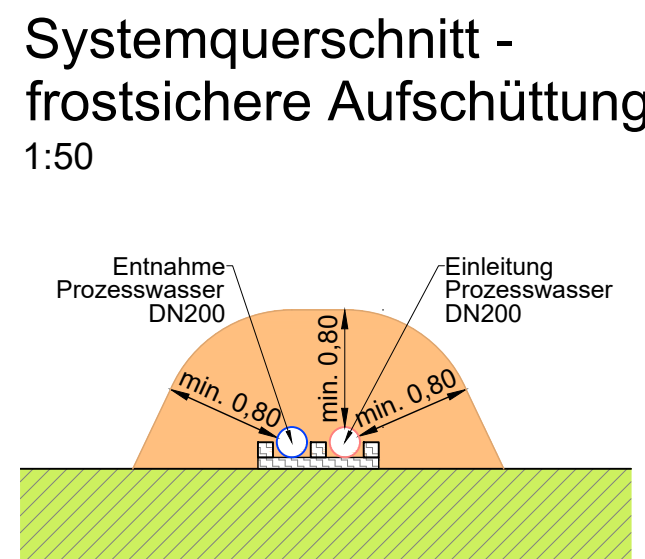 Systemquerschnitt -
frostsichere Aufschüttung
1:50
Entnahme
Prozesswasser
DN200
Einleitung
Prozesswasser
DN200
min. 0,80
min. 0,80
min. 0,80